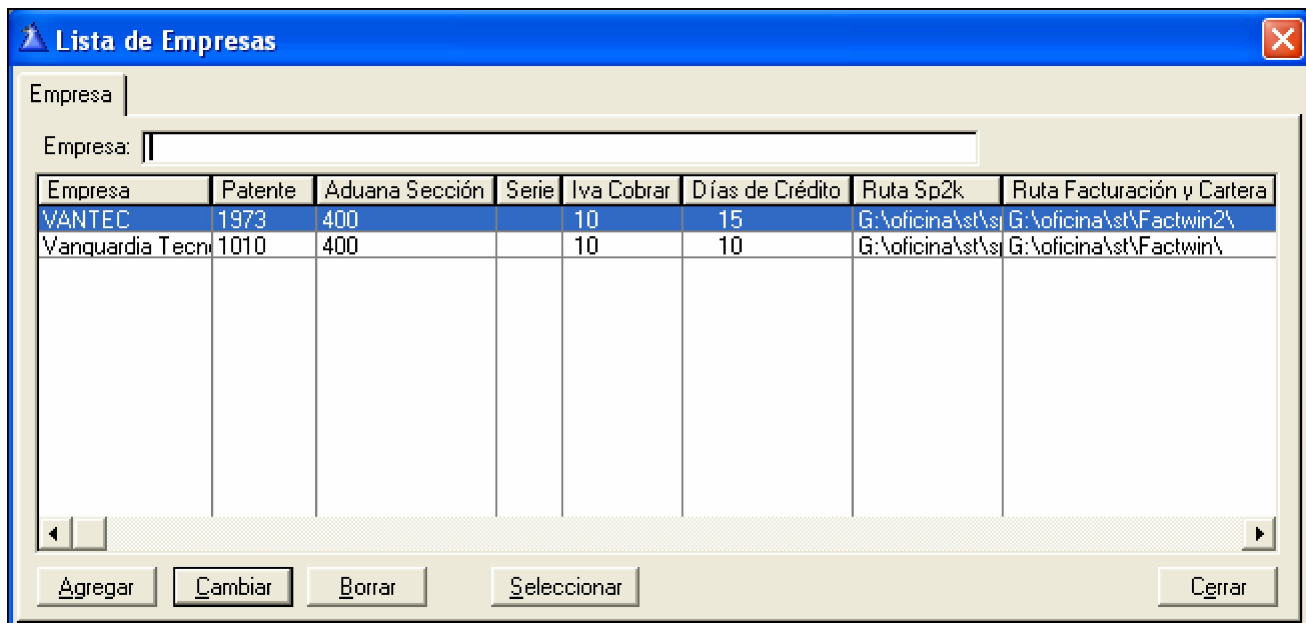 Lista de Empresas
Empresa
Empresa:
Empresa Patente Aduana Sección Serie Iva Cobrar Días de Crédito Ruta Sp2k Ruta Facturación y Cartera
VANTEC 1973 400 10 15 G:\oficina\st\s G:\oficina\st\Factwin2\
Vanguardia Tecn 1010 400 10 10 G:\oficina\st\s G:\oficina\st\Factwin\
Agregar Cambiar Borrar Seleccionar Cerrar